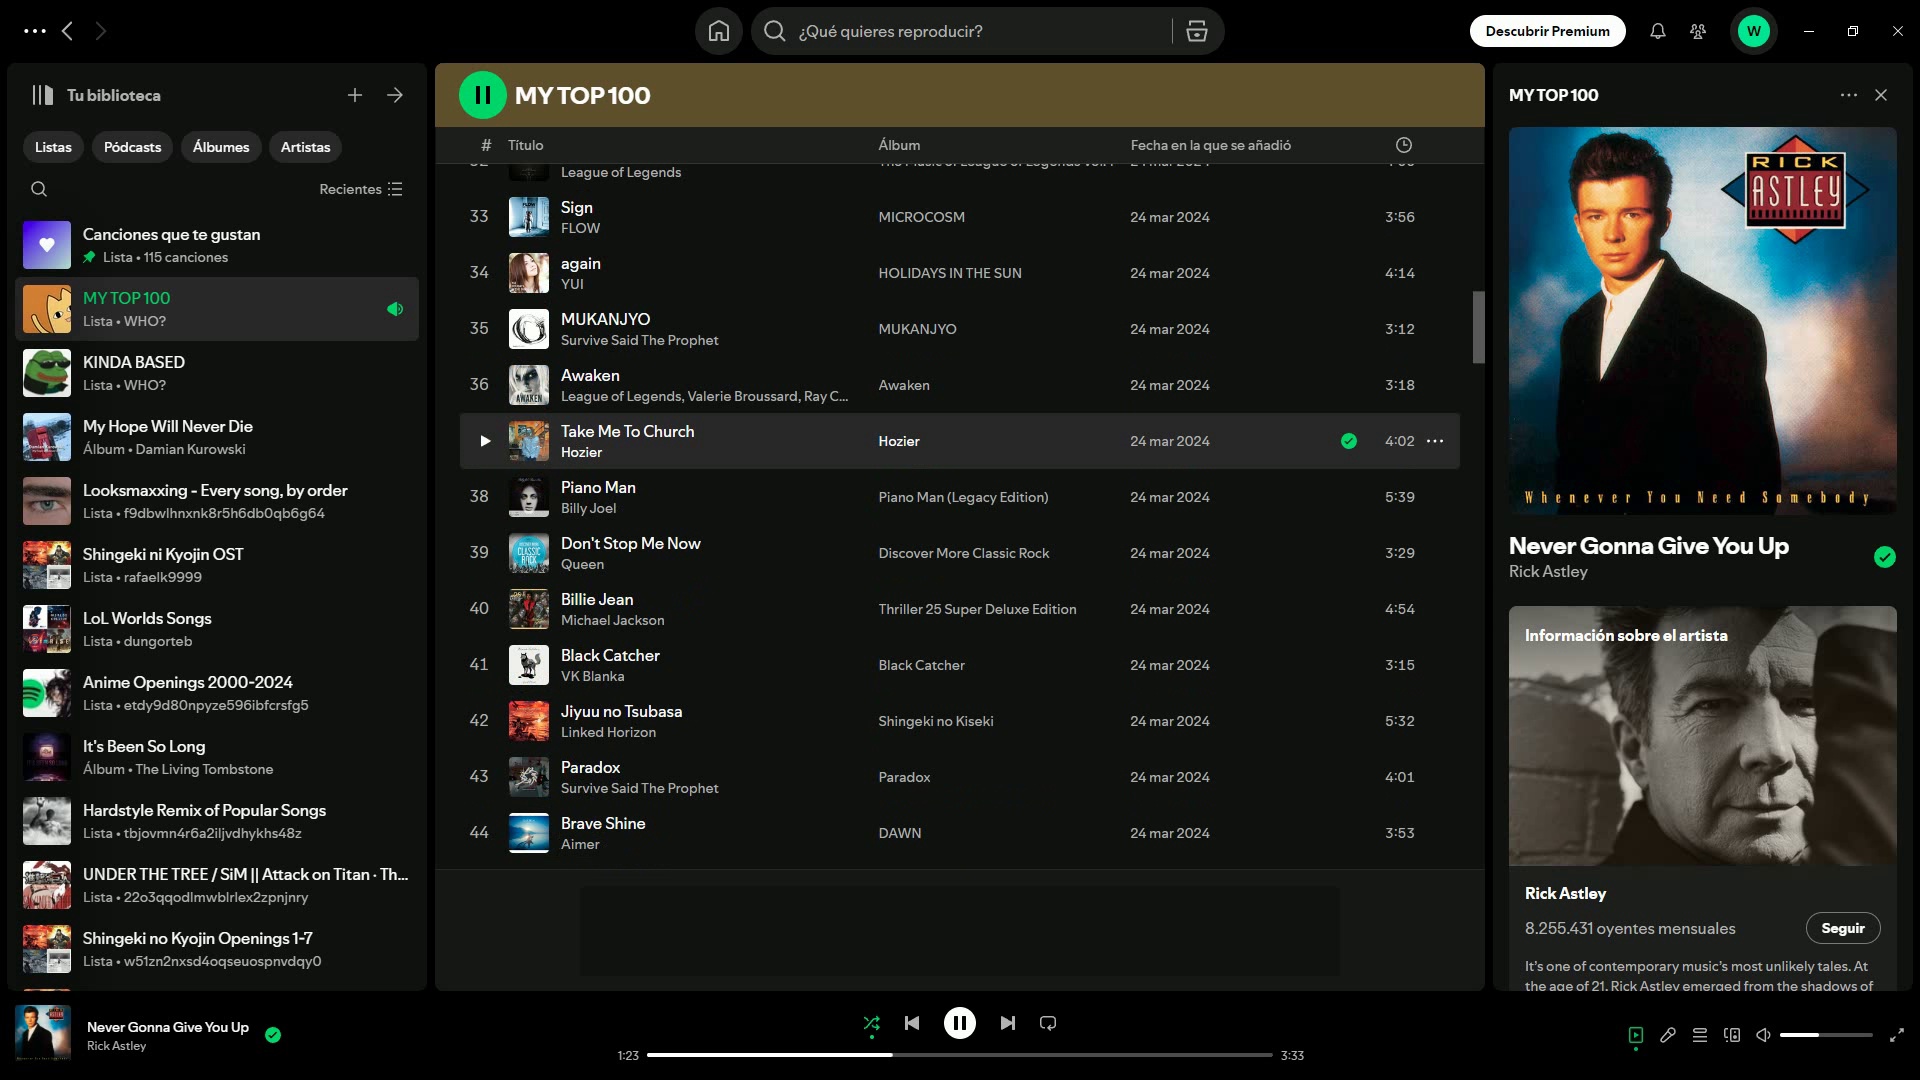 ¿Qué quieres reproducir?
Descubrir Premium
W
Tu biblioteca
Listas
Pódcasts
Álbumes
Artistas
Recientes
Canciones que te gustan
Lista • 115 canciones
MY TOP 100
Lista • WHO?
KINDA BASED
Lista • WHO?
My Hope Will Never Die
Álbum • Damian Kurowski
Looksmaxxing - Every song, by order
Lista • f9dbwlhnxnk8r5h6db0qb6g64
Shingeki ni Kyojin OST
Lista • rafaelk9999
LoL Worlds Songs
Lista • dungorteb
Anime Openings 2000-2024
Lista • etdy9d80npyze596ibfcrsfg5
It's Been So Long
Álbum • The Living Tombstone
Hardstyle Remix of Popular Songs
Lista • tbjovmn4r6a2iljvdhykhs48z
UNDER THE TREE / SiM || Attack on Titan · Th...
Lista • 22o3qqodlmwblrlex2zpnjnry
Shingeki no Kyojin Openings 1-7
Lista • w51zn2nxsd4oqseuospnvdqy0
MY TOP 100
# Título Álbum Fecha en la que se añadió
League of Legends
33 Sign MICROCOSM 24 mar 2024 3:56
FLOW
34 again HOLIDAYS IN THE SUN 24 mar 2024 4:14
YUI
35 MUKANJYO MUKANJYO 24 mar 2024 3:12
Survive Said The Prophet
36 Awaken Awaken 24 mar 2024 3:18
League of Legends, Valerie Broussard, Ray C...
Take Me To Church Hozier 24 mar 2024 4:02
Hozier
38 Piano Man Piano Man (Legacy Edition) 24 mar 2024 5:39
Billy Joel
39 Don't Stop Me Now Discover More Classic Rock 24 mar 2024 3:29
Queen
40 Billie Jean Thriller 25 Super Deluxe Edition 24 mar 2024 4:54
Michael Jackson
41 Black Catcher Black Catcher 24 mar 2024 3:15
VK Blanka
42 Jiyuu no Tsubasa Shingeki no Kiseki 24 mar 2024 5:32
Linked Horizon
43 Paradox Paradox 24 mar 2024 4:01
Survive Said The Prophet
44 Brave Shine DAWN 24 mar 2024 3:53
Aimer
MY TOP 100
RICK
ASTLEY
Whenever You Need Somebody
Never Gonna Give You Up
Rick Astley
Información sobre el artista
Rick Astley
8.255.431 oyentes mensuales
Seguir
It's one of contemporary music's most unlikely tales. At
the age of 21, Rick Astley emerged from the shadows of
Never Gonna Give You Up
Rick Astley
1:23
3:33